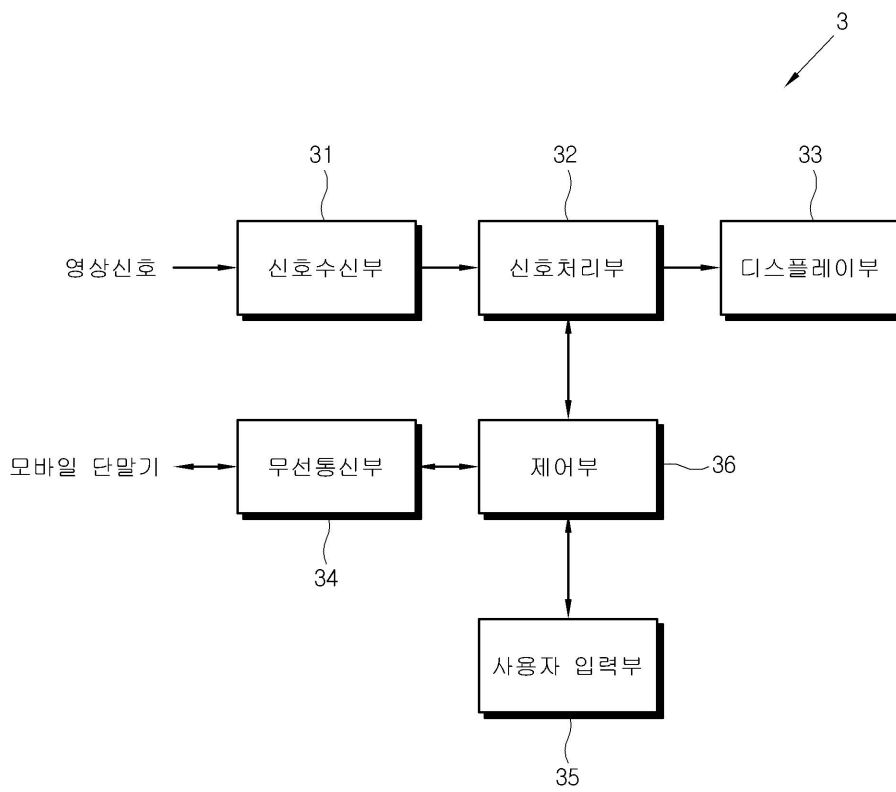 3
31
32
33
영상신호
신호수신부
신호처리부
디스플레이부
모바일 단말기
무선통신부
제어부
36
34
사용자 입력부
35